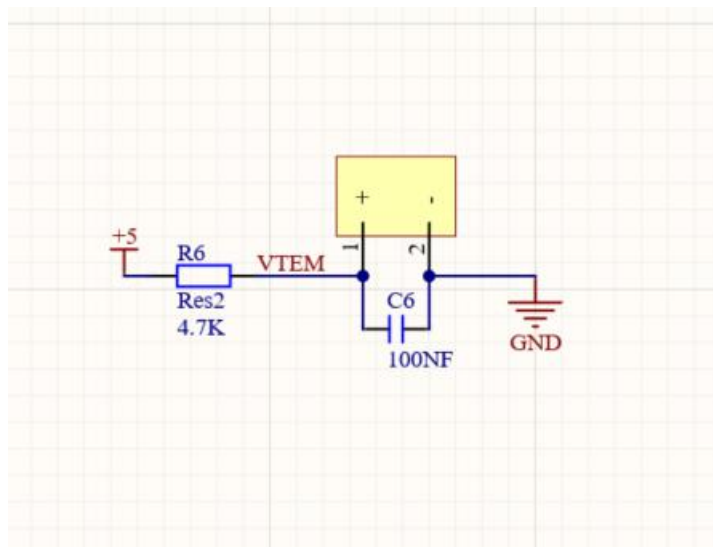 + -
+5
R6
VTEM
1
2
Res2
4.7K
C6
100NF
GND